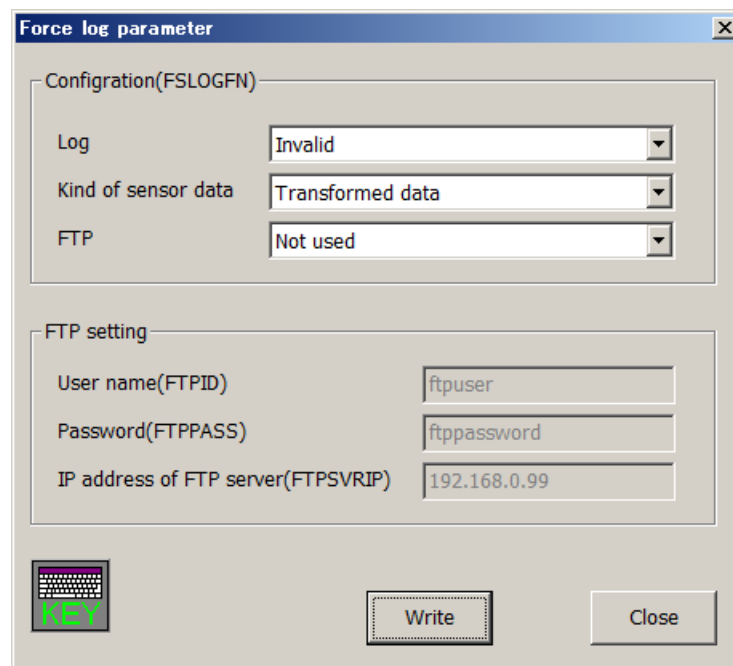 Force log parameter
Configration(FSLOGFN)
Log Invalid
Kind of sensor data Transformed data
FTP Not used
FTP setting
User name(FTPID) ftpuser
Password(FTPPASS) ftppassword
IP address of FTP server(FTPSVRIP) 192.168.0.99
KEY Write Close